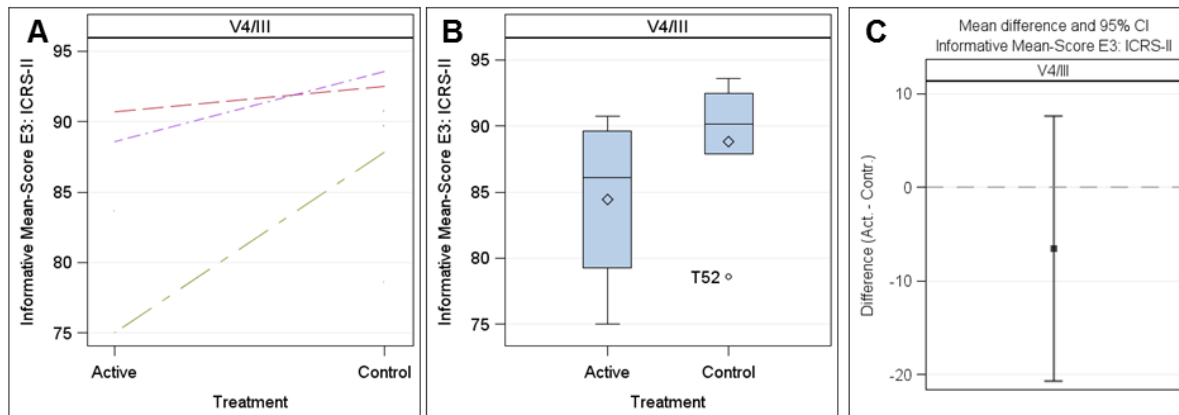 A
V4/III
Informative Mean-Score E3: ICRS-II
95
90
85
80
75
Active
Control
Treatment
B
V4/III
Informative Mean-Score E3: ICRS-II
95
90
85
80
75
T52
Active
Control
Treatment
C
Mean difference and 95% CI
Informative Mean-Score E3: ICRS-II
V4/III
Difference (Act. - Contr.)
10
0
-10
-20